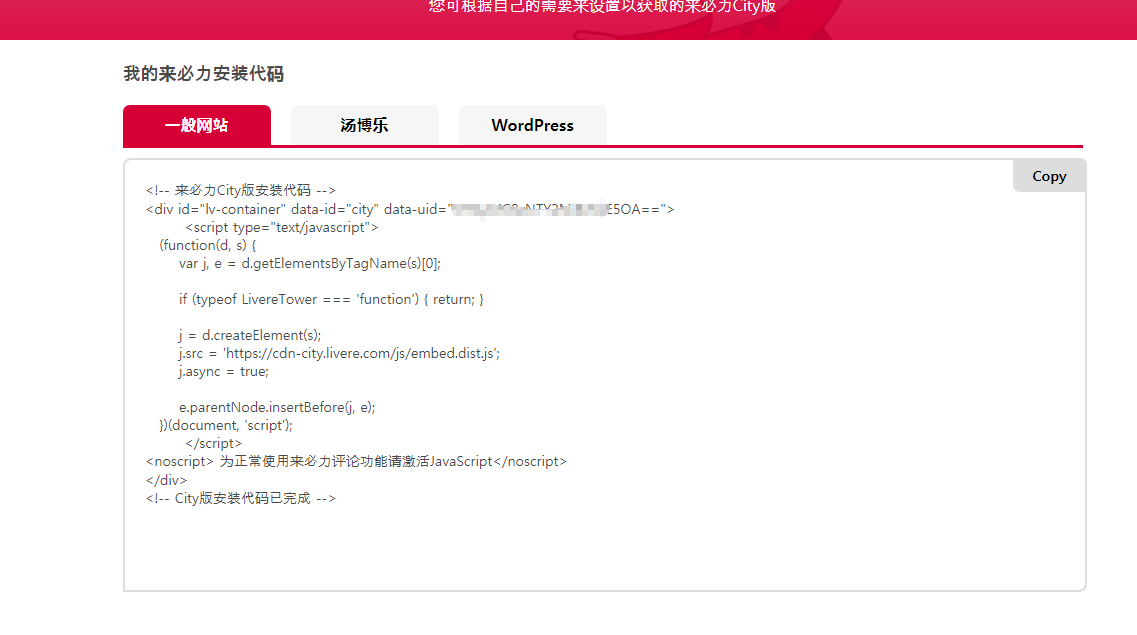 您可根据自己的需要来设置以获取的来必力City版
我的来必力安装代码
一般网站
汤博乐
WordPress
Copy
<!-- 来必力City版安装代码 -->
<div id="lv-container" data-id="city" data-uid="E5OA==">
<script type="text/javascript">
(function(d, s) {
var j, e = d.getElementsByTagName(s)[0];
if (typeof LivereTower === 'function') { return; }
j = d.createElement(s);
j.src = 'https://cdn-city.livere.com/js/embed.dist.js';
j.async = true;
e.parentNode.insertBefore(j, e);
})(document, 'script');
</script>
<noscript> 为正常使用来必力评论功能请激活JavaScript</noscript>
</div>
<!-- City版安装代码已完成 -->